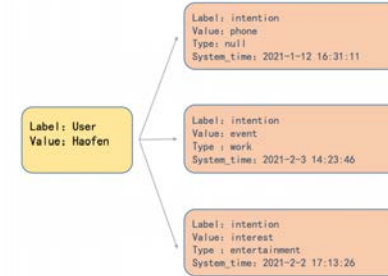 Label: intention
Value: phone
Type: null
System_time: 2021-1-12 16:31:11
Label: User
Value: Haofen
Label: intention
Value: event
Type : work
System_time: 2021-2-3 14:23:46
Label: intention
Value: interest
Type : entertainment
System_time: 2021-2-2 17:13:26